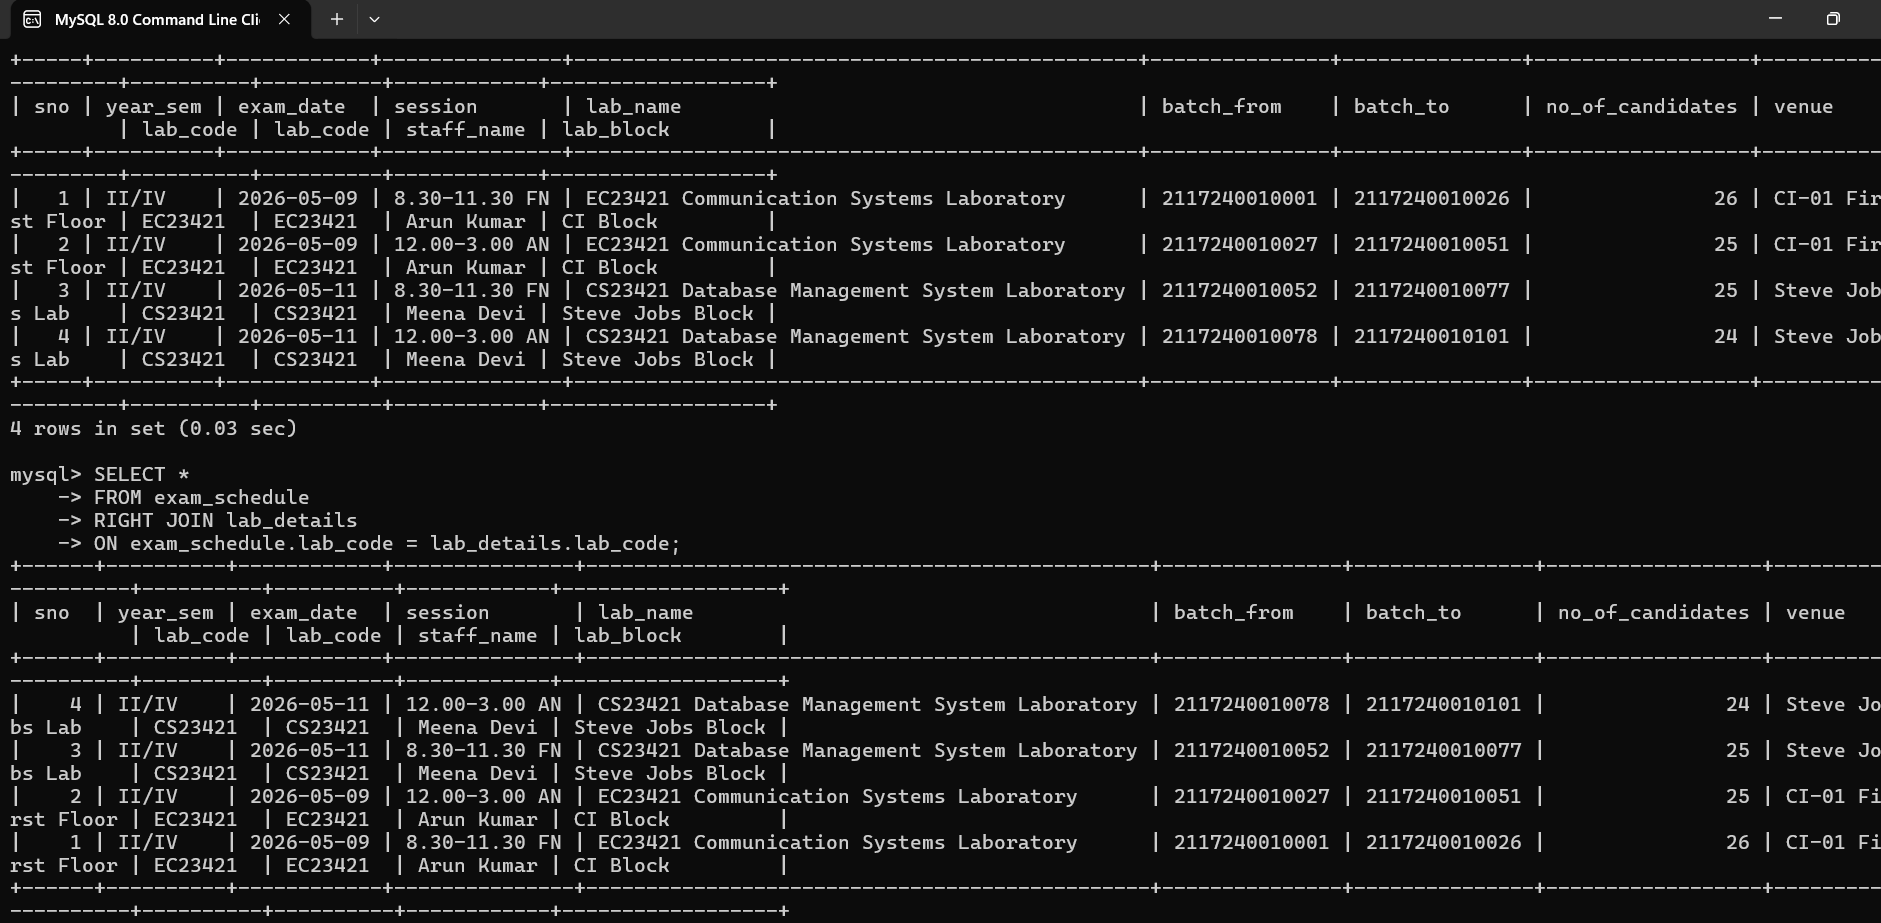 MySQL 8.0 Command Line Cli
+-----+----------+------------+---------------+-----------------------------------------------+---------------+---------------+------------------+----------
---------+----------+----------+------------+------------------+
| sno | year_sem | exam_date  | session       | lab_name                                      | batch_from    | batch_to      | no_of_candidates | venue
         | lab_code | lab_code | staff_name | lab_block        |
+-----+----------+------------+---------------+-----------------------------------------------+---------------+---------------+------------------+----------
---------+----------+----------+------------+------------------+
|   1 | II/IV    | 2026-05-09 | 8.30-11.30 FN | EC23421 Communication Systems Laboratory      | 2117240010001 | 2117240010026 |               26 | CI-01 Fir
st Floor | EC23421  | EC23421  | Arun Kumar | CI Block         |
|   2 | II/IV    | 2026-05-09 | 12.00-3.00 AN | EC23421 Communication Systems Laboratory      | 2117240010027 | 2117240010051 |               25 | CI-01 Fir
st Floor | EC23421  | EC23421  | Arun Kumar | CI Block         |
|   3 | II/IV    | 2026-05-11 | 8.30-11.30 FN | CS23421 Database Management System Laboratory | 2117240010052 | 2117240010077 |               25 | Steve Job
s Lab    | CS23421  | CS23421  | Meena Devi | Steve Jobs Block |
|   4 | II/IV    | 2026-05-11 | 12.00-3.00 AN | CS23421 Database Management System Laboratory | 2117240010078 | 2117240010101 |               24 | Steve Job
s Lab    | CS23421  | CS23421  | Meena Devi | Steve Jobs Block |
+-----+----------+------------+---------------+-----------------------------------------------+---------------+---------------+------------------+----------
---------+----------+----------+------------+------------------+
4 rows in set (0.03 sec)
mysql> SELECT *
    -> FROM exam_schedule
    -> RIGHT JOIN lab_details
    -> ON exam_schedule.lab_code = lab_details.lab_code;
+------+----------+------------+---------------+-----------------------------------------------+---------------+---------------+------------------+---------
----------+----------+----------+------------+------------------+
| sno  | year_sem | exam_date  | session       | lab_name                                      | batch_from    | batch_to      | no_of_candidates | venue
          | lab_code | lab_code | staff_name | lab_block        |
+------+----------+------------+---------------+-----------------------------------------------+---------------+---------------+------------------+---------
----------+----------+----------+------------+------------------+
|    4 | II/IV    | 2026-05-11 | 12.00-3.00 AN | CS23421 Database Management System Laboratory | 2117240010078 | 2117240010101 |               24 | Steve Jo
bs Lab    | CS23421  | CS23421  | Meena Devi | Steve Jobs Block |
|    3 | II/IV    | 2026-05-11 | 8.30-11.30 FN | CS23421 Database Management System Laboratory | 2117240010052 | 2117240010077 |               25 | Steve Jo
bs Lab    | CS23421  | CS23421  | Meena Devi | Steve Jobs Block |
|    2 | II/IV    | 2026-05-09 | 12.00-3.00 AN | EC23421 Communication Systems Laboratory      | 2117240010027 | 2117240010051 |               25 | CI-01 Fi
rst Floor | EC23421  | EC23421  | Arun Kumar | CI Block         |
|    1 | II/IV    | 2026-05-09 | 8.30-11.30 FN | EC23421 Communication Systems Laboratory      | 2117240010001 | 2117240010026 |               26 | CI-01 Fi
rst Floor | EC23421  | EC23421  | Arun Kumar | CI Block         |
+------+----------+------------+---------------+-----------------------------------------------+---------------+---------------+------------------+---------
----------+----------+----------+------------+------------------+